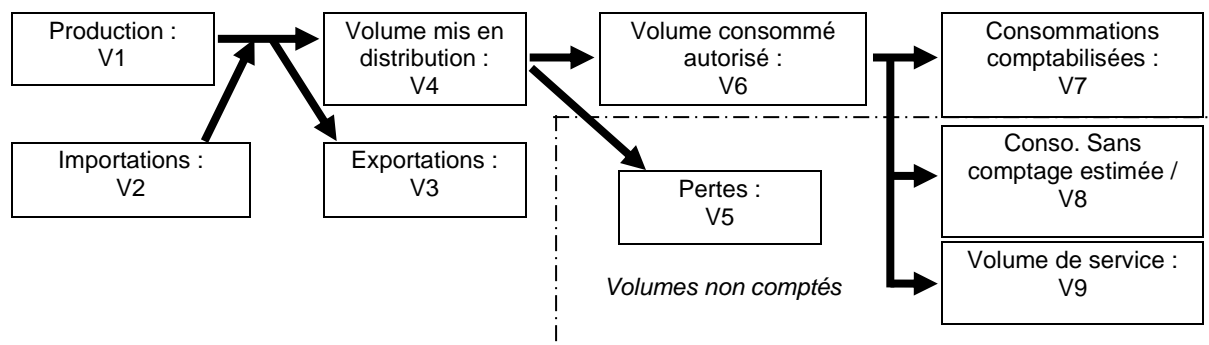 Production :
V1
Volume mis en
distribution :
V4
Volume consommé
autorisé :
V6
Consommations
comptabilisées :
V7
Importations :
V2
Exportations :
V3
Pertes :
V5
Conso. Sans
comptage estimée /
V8
Volumes non comptés
Volume de service :
V9